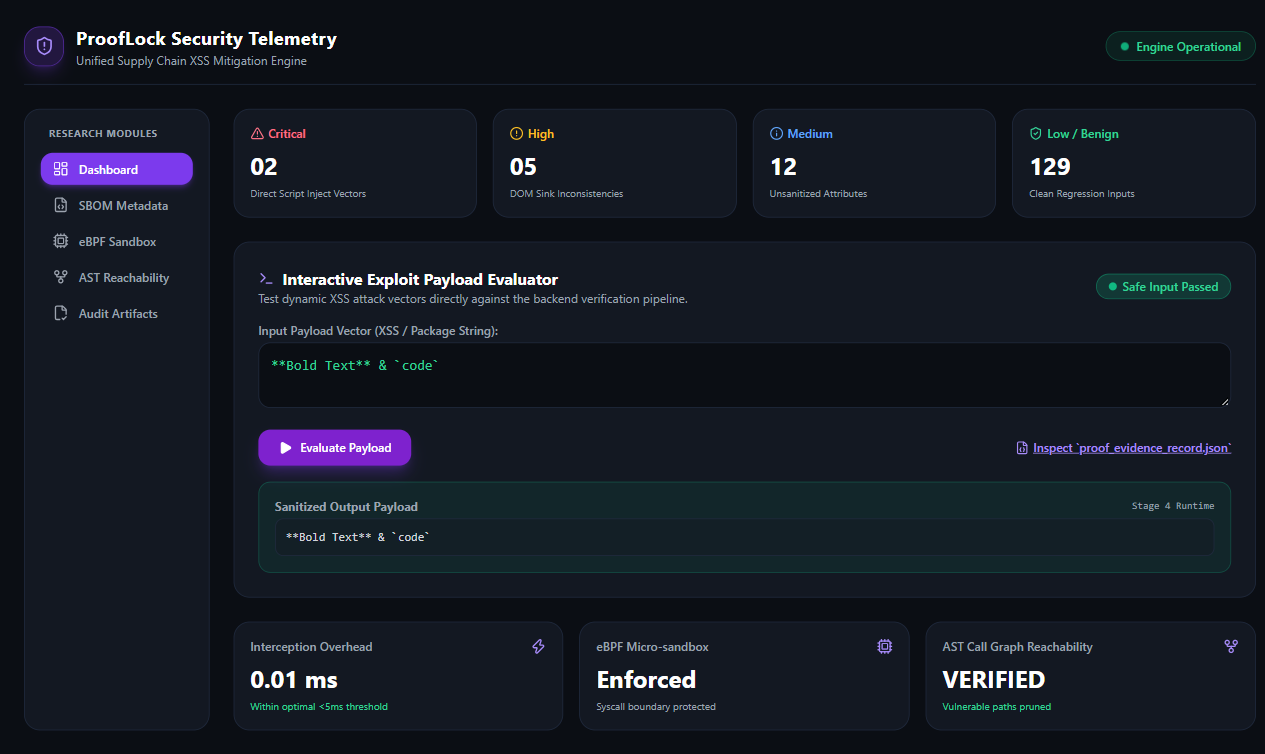 ProofLock Security Telemetry
Unified Supply Chain XSS Mitigation Engine
Engine Operational
RESEARCH MODULES
Dashboard
SBOM Metadata
eBPF Sandbox
AST Reachability
Audit Artifacts
Critical
02
Direct Script Inject Vectors
High
05
DOM Sink Inconsistencies
Medium
12
Unsanitized Attributes
Low / Benign
129
Clean Regression Inputs
Interactive Exploit Payload Evaluator
Test dynamic XSS attack vectors directly against the backend verification pipeline.
Safe Input Passed
Input Payload Vector (XSS / Package String):
**Bold Text** & `code`
Evaluate Payload
Inspect `proof_evidence_record.json`
Sanitized Output Payload
Stage 4 Runtime
**Bold Text** & `code`
Interception Overhead
0.01 ms
Within optimal <5ms threshold
eBPF Micro-sandbox
Enforced
Syscall boundary protected
AST Call Graph Reachability
VERIFIED
Vulnerable paths pruned